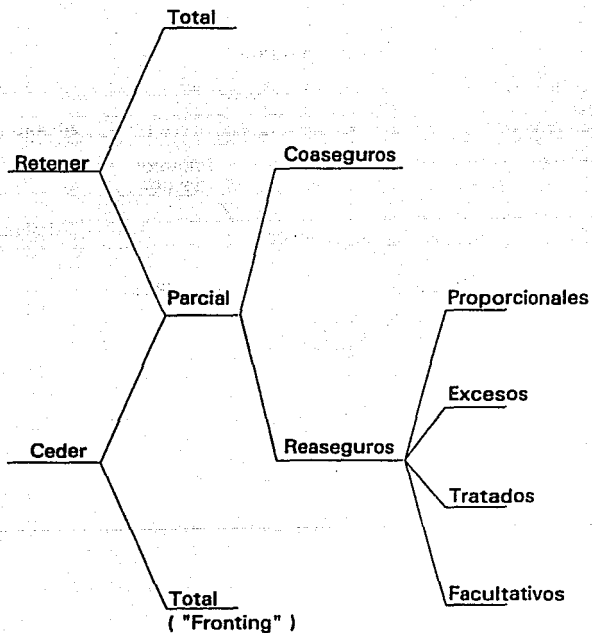 Total
Retener
Coaseguros
Parcial
Proporcionales
Excesos
Ceder
Reaseguros
Tratados
Facultativos
Total
( "Fronting" )